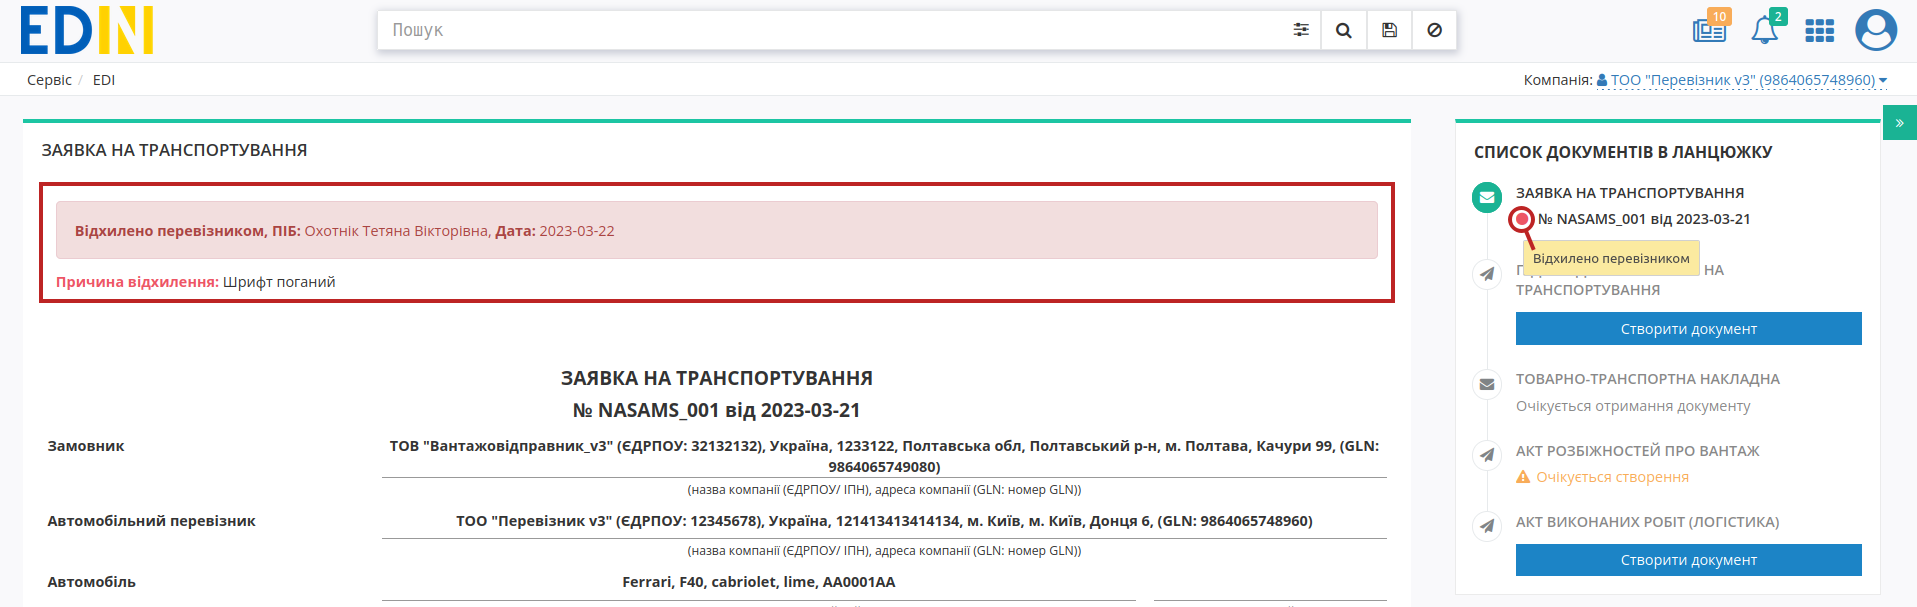 EDIN
Пошук
10
2
Сервіс / EDI
Компанія: ТОО "Перевізник v3" (9864065748960)
»
ЗАЯВКА НА ТРАНСПОРТУВАННЯ
Відхилено перевізником, ПІБ: Охотнік Тетяна Вікторівна, Дата: 2023-03-22
Причина відхилення: Шрифт поганий
ЗАЯВКА НА ТРАНСПОРТУВАННЯ
№ NASAMS_001 від 2023-03-21
Замовник
ТОВ "Вантажовідправник_v3" (ЄДРПОУ: 32132132), Україна, 1233122, Полтавська обл, Полтавський р-н, м. Полтава, Качури 99, (GLN:
9864065749080)
(назва компанії (ЄДРПОУ/ ІПН), адреса компанії (GLN: номер GLN))
Автомобільний перевізник
ТОО "Перевізник v3" (ЄДРПОУ: 12345678), Україна, 121413413414134, м. Київ, м. Київ, Донця 6, (GLN: 9864065748960)
(назва компанії (ЄДРПОУ/ ІПН), адреса компанії (GLN: номер GLN))
Автомобіль
Ferrari, F40, cabriolet, lime, AA0001AA
СПИСОК ДОКУМЕНТІВ В ЛАНЦЮЖКУ
ЗАЯВКА НА ТРАНСПОРТУВАННЯ
№ NASAMS_001 від 2023-03-21
Відхилено перевізником
НА
ТРАНСПОРТУВАННЯ
Створити документ
ТОВАРНО-ТРАНСПОРТНА НАКЛАДНА
Очікується отримання документу
АКТ РОЗБІЖНОСТЕЙ ПРО ВАНТАЖ
Очікується створення
АКТ ВИКОНАНИХ РОБІТ (ЛОГІСТИКА)
Створити документ